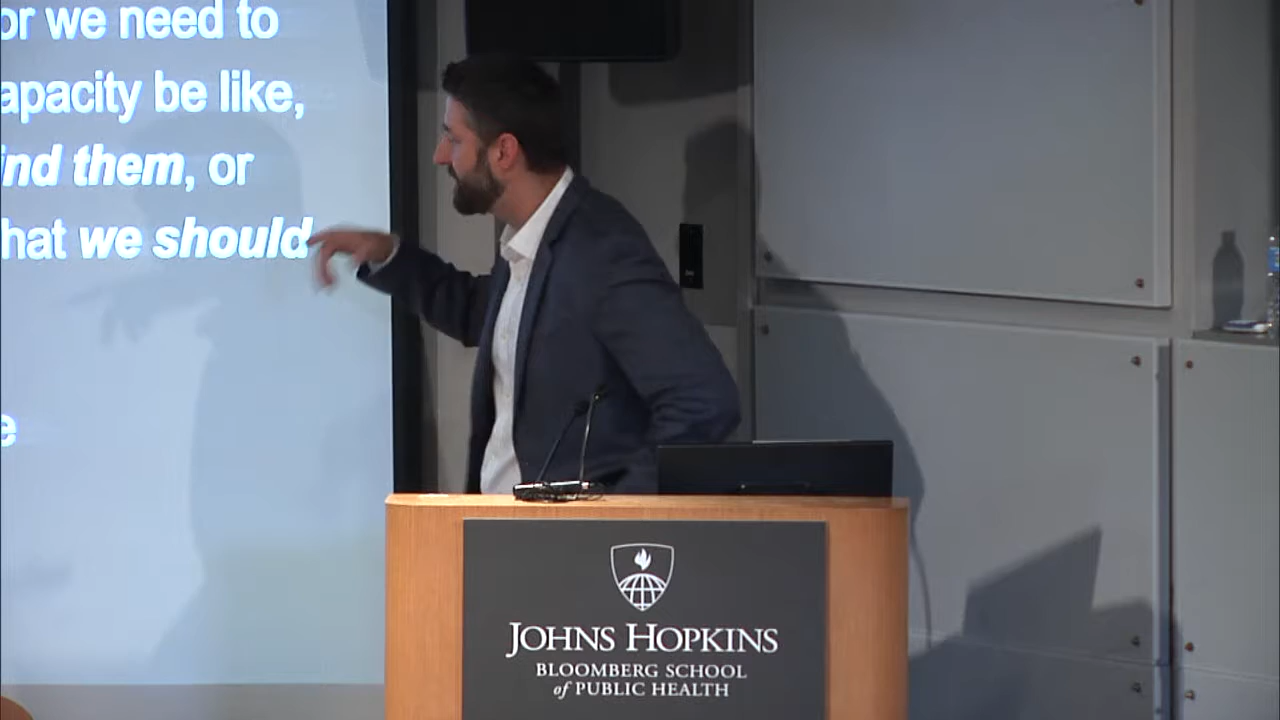 or we need to
apacity be like,
ind them, or
hat we should
e
JOHNS HOPKINS
BLOOMBERG SCHOOL
of PUBLIC HEALTH